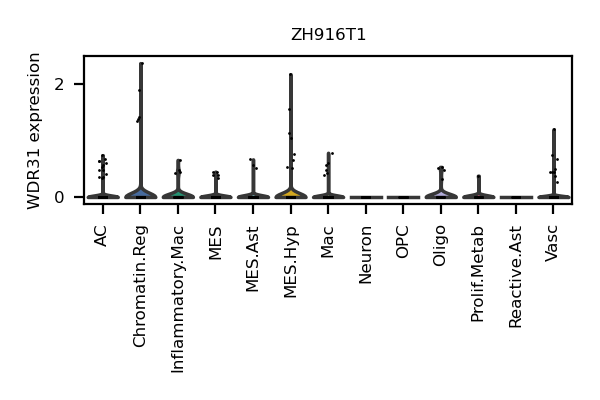 ZH916T1
WDR31 expression
2
0
AC
Chromatin.Reg
Inflammatory.Mac
MES
MES.Ast
MES.Hyp
Mac
Neuron
OPC
Oligo
Prolif.Metab
Reactive.Ast
Vasc